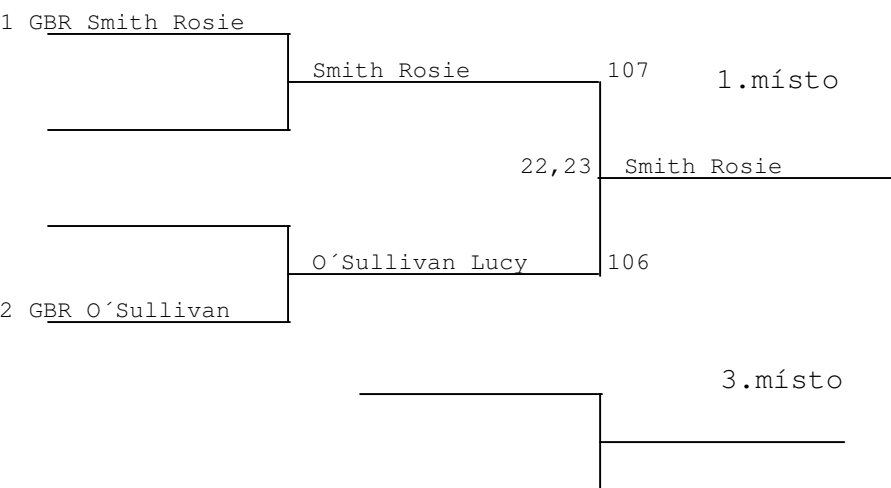 1 GBR Smith Rosie
Smith Rosie 107 1.místo
22,23 Smith Rosie
O´Sullivan Lucy 106
2 GBR O´Sullivan
3.místo